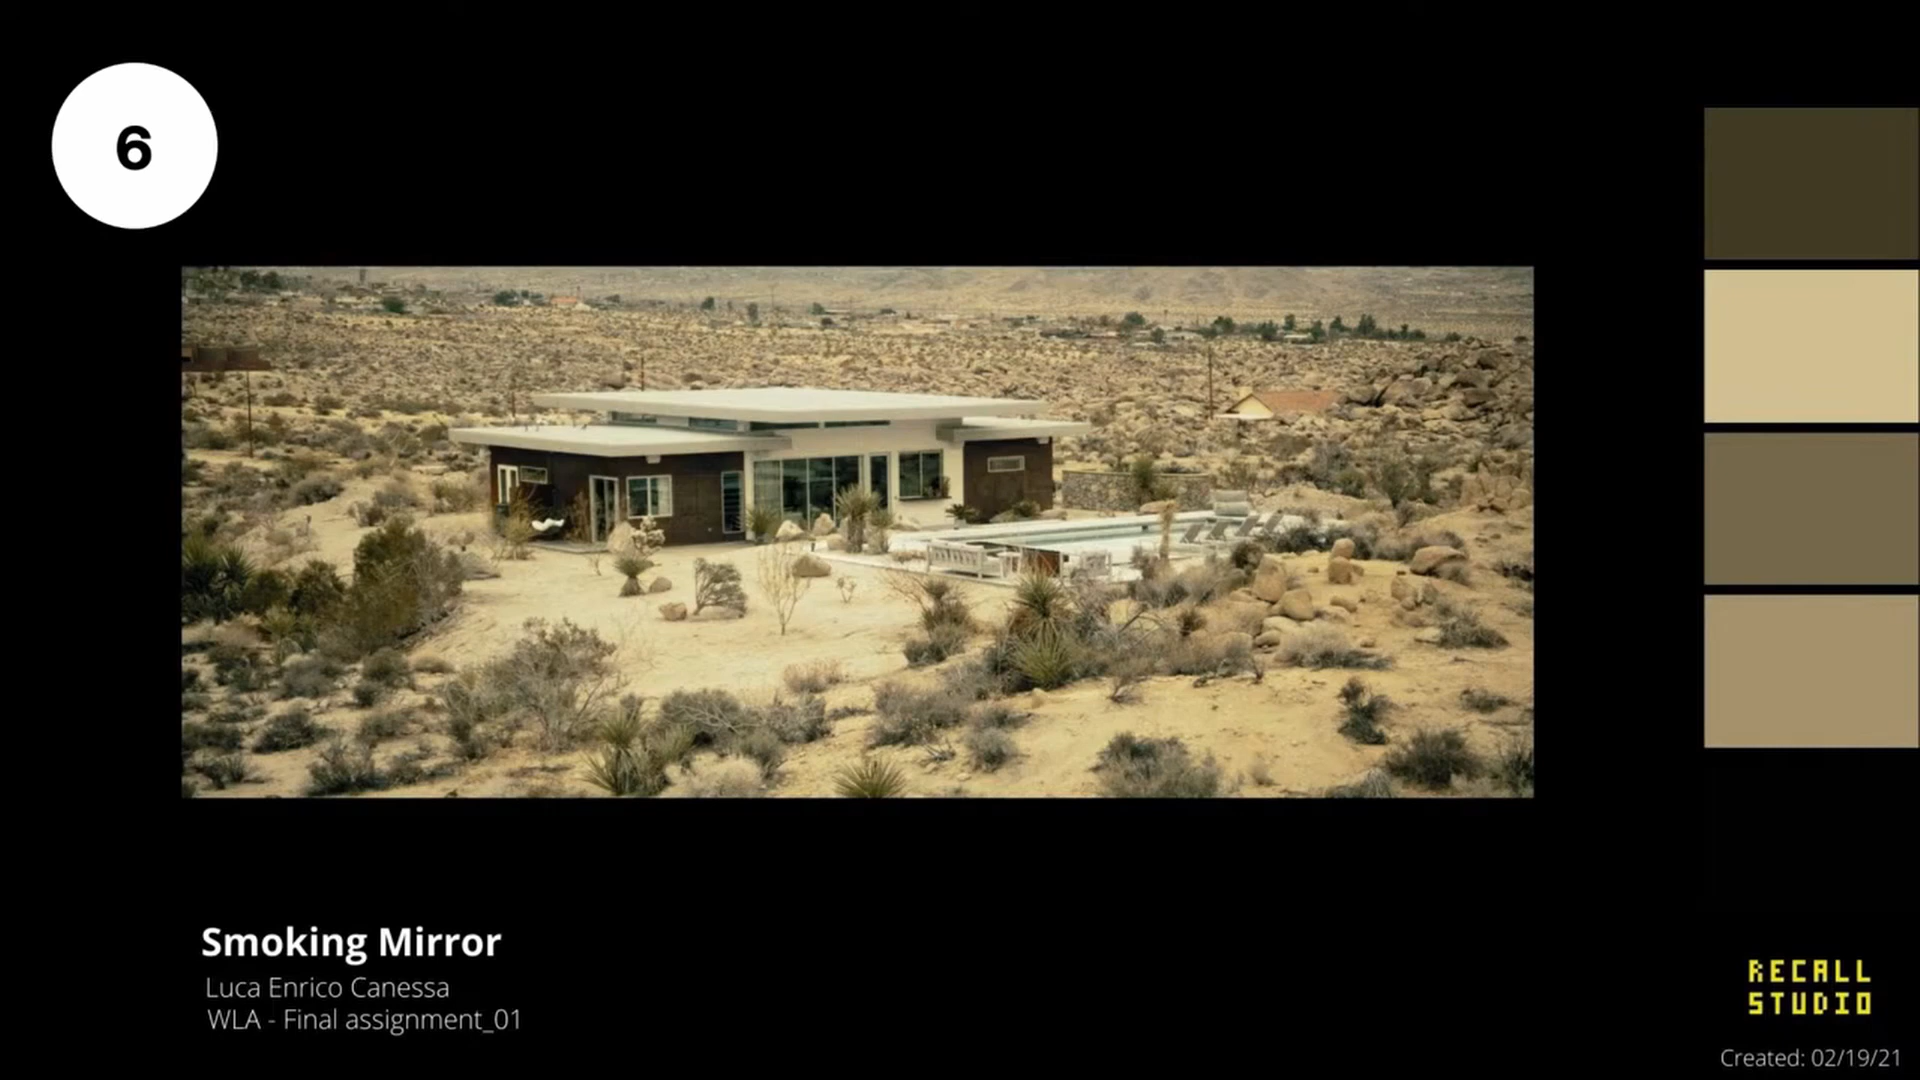 6
Smoking Mirror
Luca Enrico Canessa
WLA - Final assignment_01
RECALL
STUDIO
Created: 02/19/21